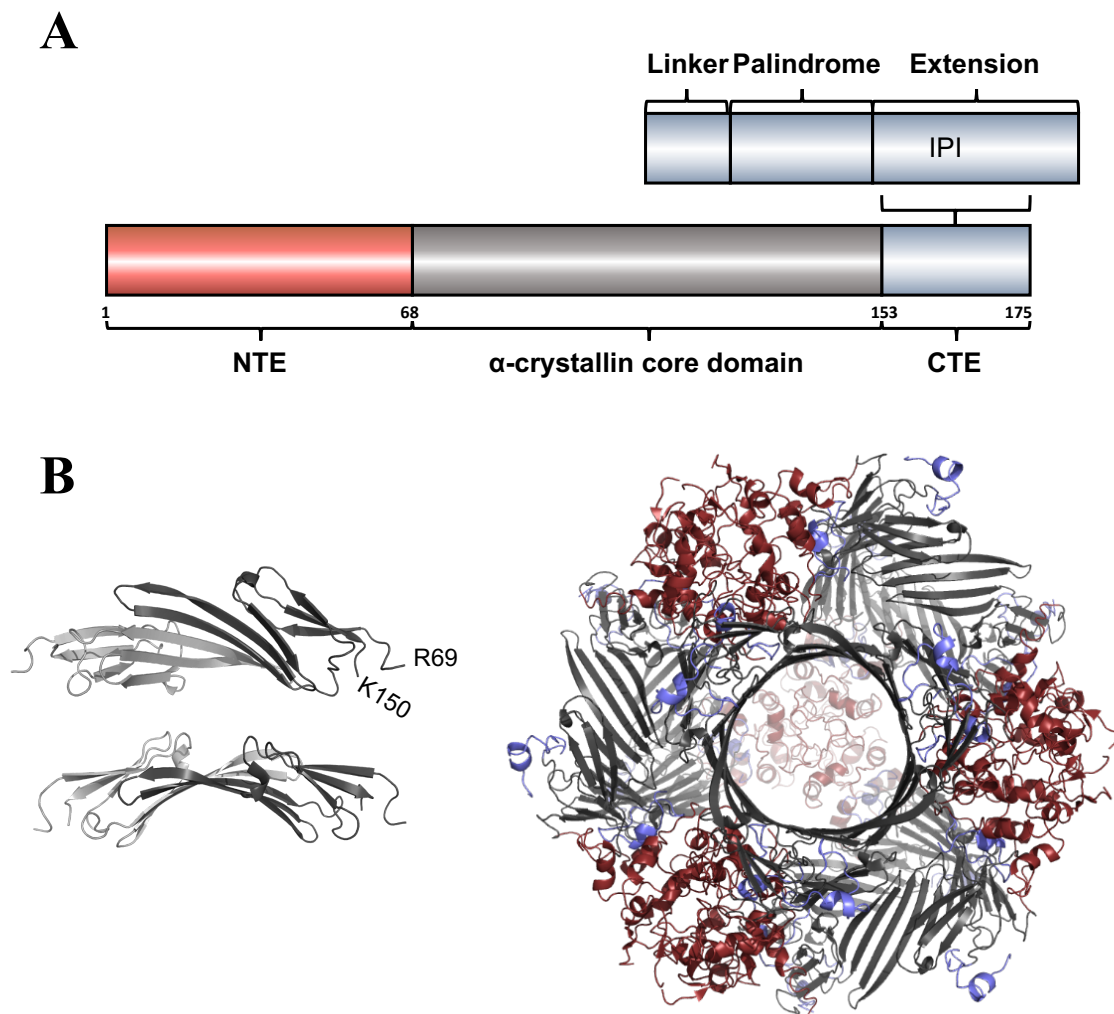 A
Linker Palindrome Extension
IPI
1 68 153 175
NTE α-crystallin core domain CTE
B
R69
K150